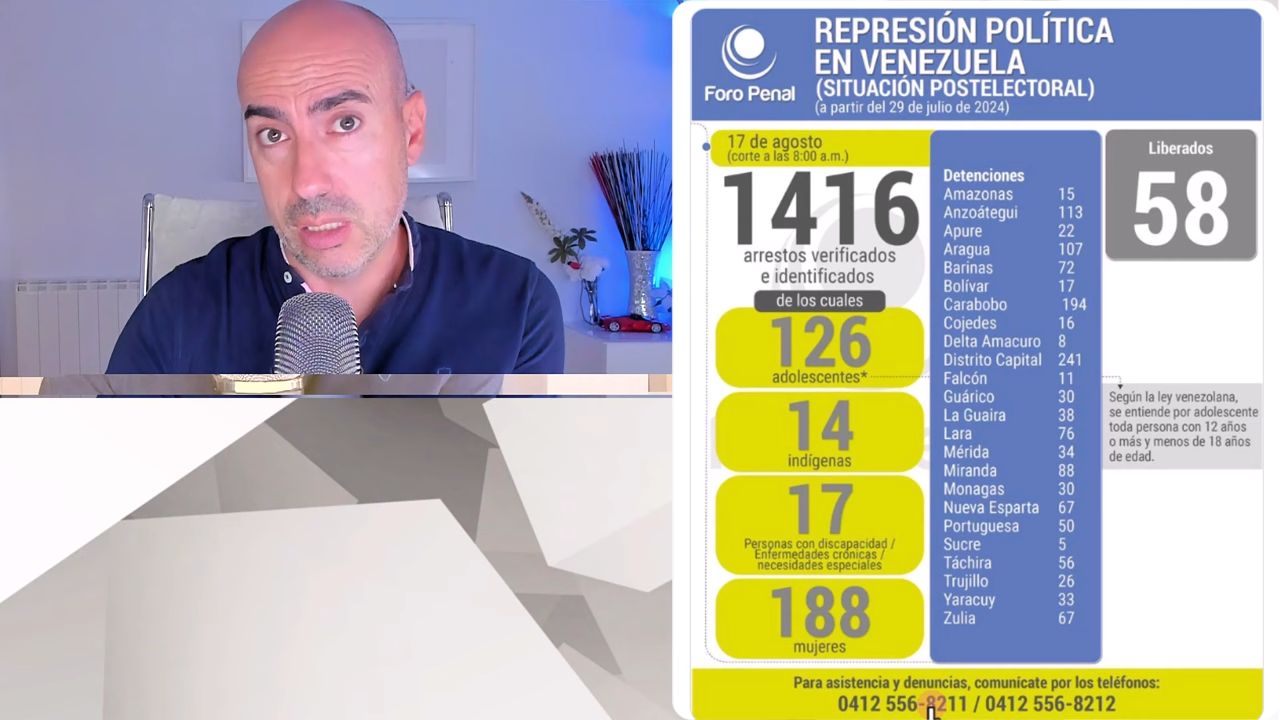 Foro Penal
REPRESIÓN POLÍTICA
EN VENEZUELA
(SITUACIÓN POSTELECTORAL)
(a partir del 29 de julio de 2024)
17 de agosto
(corte a las 8:00 a.m.)
1416
arrestos verificados
e identificados
de los cuales
126
adolescentes*
14
indígenas
17
Personas con discapacidad /
Enfermedades crónicas /
necesidades especiales
188
mujeres
Detenciones
Amazonas 15
Anzoátegui 113
Apure 22
Aragua 107
Barinas 72
Bolívar 17
Carabobo 194
Cojedes 16
Delta Amacuro 8
Distrito Capital 241
Falcón 11
Guárico 30
La Guaira 38
Lara 76
Mérida 34
Miranda 88
Monagas 30
Nueva Esparta 67
Portuguesa 50
Sucre 5
Táchira 56
Trujillo 26
Yaracuy 33
Zulia 67
Liberados
58
Según la ley venezolana,
se entiende por adolescente
toda persona con 12 años
o más y menos de 18 años
de edad.
Para asistencia y denuncias, comunícate por los teléfonos:
0412 556-8211 / 0412 556-8212